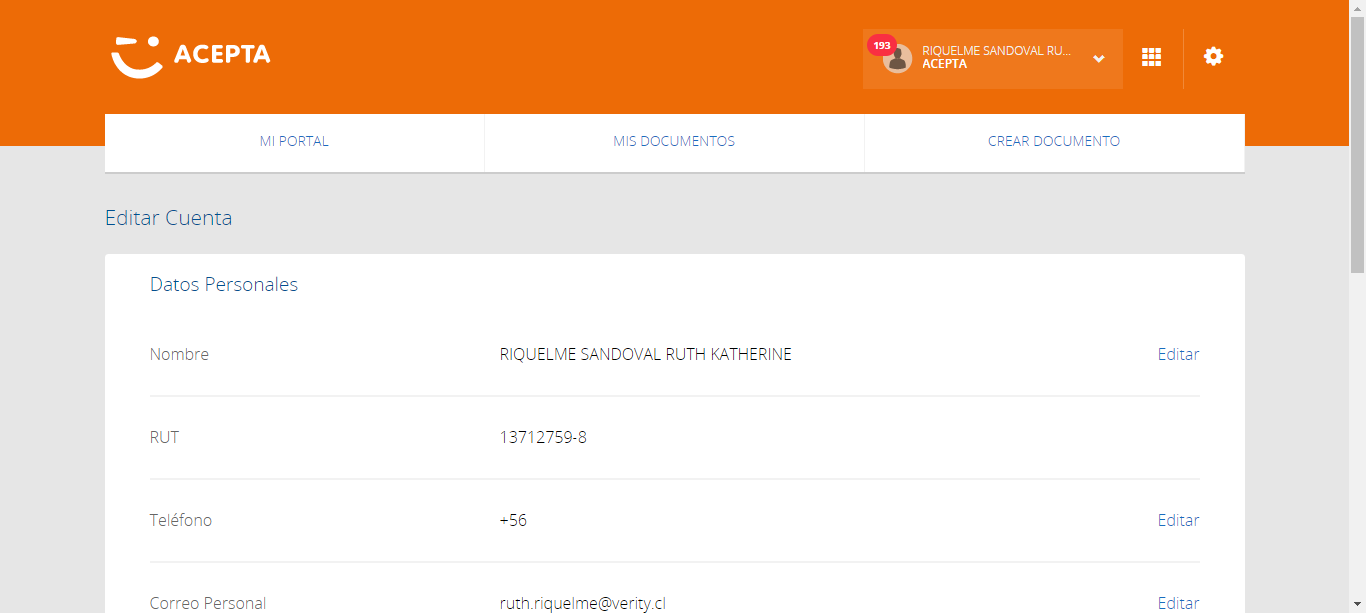 ACEPTA
193
RIQUELME SANDOVAL RU...
ACEPTA
MI PORTAL
MIS DOCUMENTOS
CREAR DOCUMENTO
Editar Cuenta
Datos Personales
Nombre RIQUELME SANDOVAL RUTH KATHERINE Editar
RUT 13712759-8
Teléfono +56 Editar
Correo Personal ruth.riquelme@verity.cl Editar